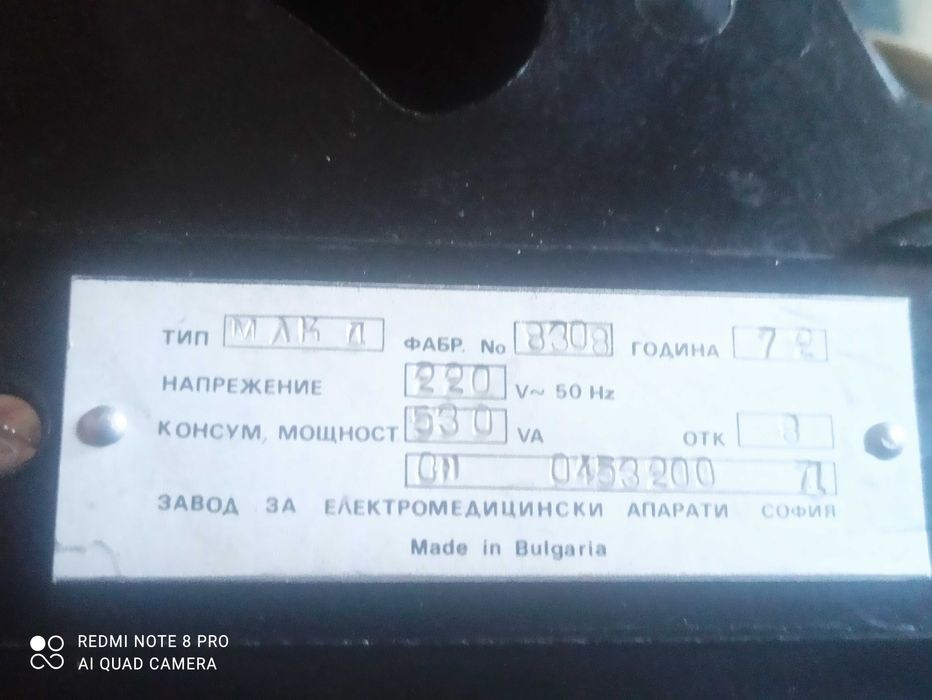 ТИП МЛК Д ФАБР. No 8308 ГОДИНА 72
НАПРЕЖЕНИЕ 220 V~ 50 Hz
КОНСУМ, МОЩНОСТ 530 VA ОТК 8
ОП 0453200 Д
ЗАВОД ЗА ЕЛЕКТРОМЕДИЦИНСКИ АПАРАТИ СОФИЯ
Made in Bulgaria
REDMI NOTE 8 PRO
AI QUAD CAMERA